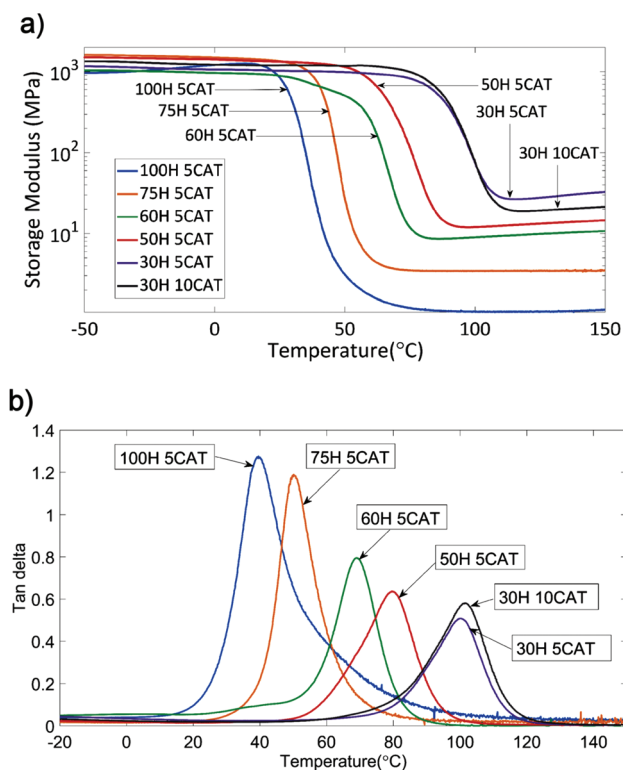 a)
Storage Modulus (MPa)
10³
10²
10¹
100H 5CAT
75H 5CAT
60H 5CAT
50H 5CAT
30H 5CAT
30H 10CAT
100H 5CAT
75H 5CAT
60H 5CAT
50H 5CAT
30H 5CAT
30H 10CAT
-50 0 50 100 150
Temperature(°C)
b)
Tan delta
1.4
1.2
1
0.8
0.6
0.4
0.2
0
100H 5CAT
75H 5CAT
60H 5CAT
50H 5CAT
30H 10CAT
30H 5CAT
-20 0 20 40 60 80 100 120 140
Temperature(°C)